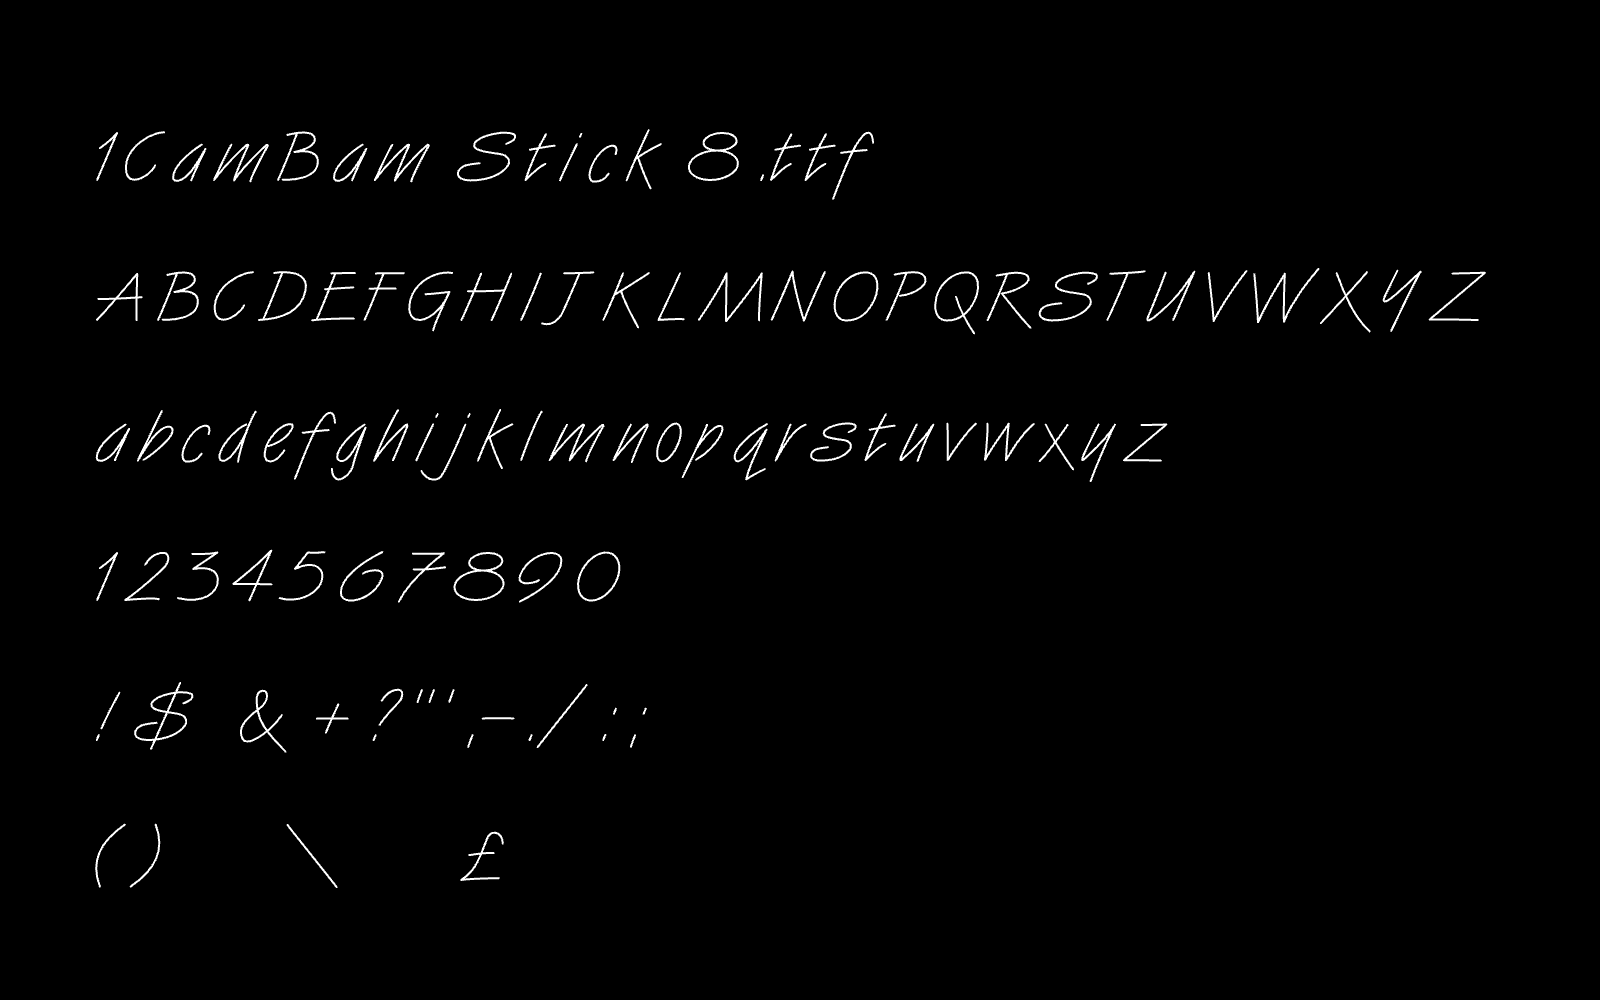 1CamBam Stick 8.ttf
ABCDEFGHIJKLMNOPQRSTUVWXYZ
abcdefghijklmnopqrstuvwxyz
1234567890
!$ &+?"',-./:;
() \ £